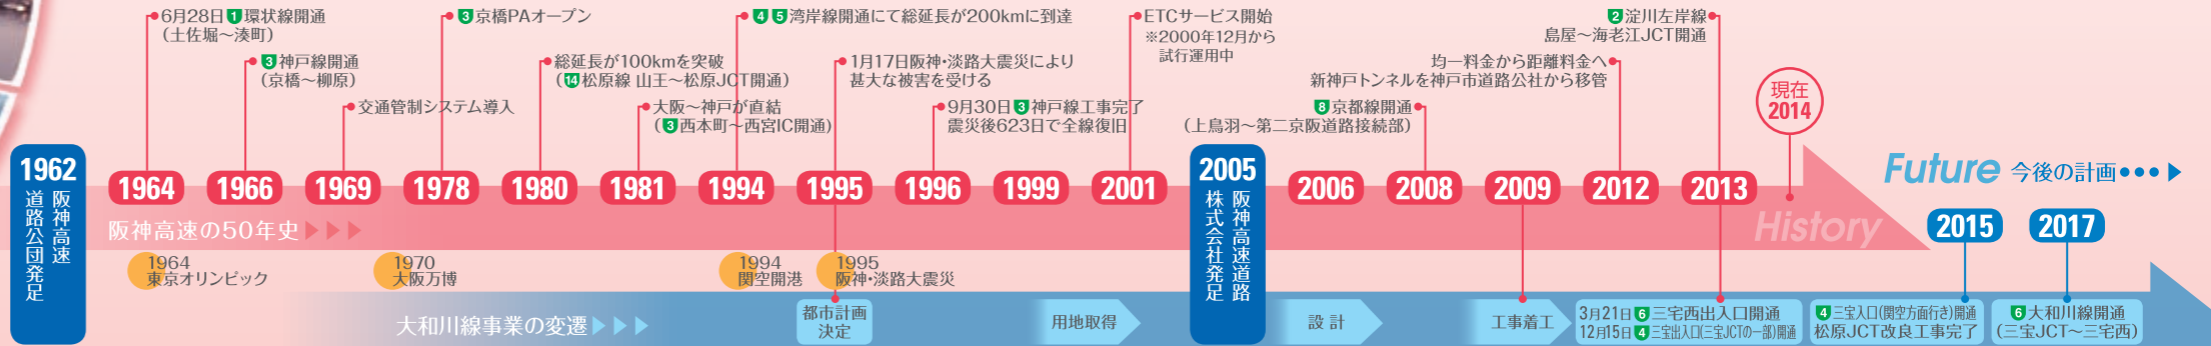 1962
阪神高速
道路公団発足
1964
6月28日1環状線開通
(土佐堀〜湊町)
1966
3神戸線開通
(京橋〜柳原)
1969
交通管制システム導入
1978
3京橋PAオープン
1980
総延長が100kmを突破
(14松原線 山王〜松原JCT開通)
1981
大阪〜神戸が直結
(3西本町〜西宮IC開通)
1994
4 5 湾岸線開通にて総延長が200kmに到達
1995
1月17日阪神・淡路大震災により
甚大な被害を受ける
1996
9月30日3神戸線工事完了
震災後623日で全線復旧
1999
2001
ETCサービス開始
※2000年12月から
試行運用中
2005
阪神高速道路
株式会社発足
2006
2008
8京都線開通
(上鳥羽〜第二京阪道路接続部)
2009
2012
均一料金から距離料金へ
新神戸トンネルを神戸市道路公社から移管
2013
2淀川左岸線
島屋〜海老江JCT開通
現在
2014
History
Future 今後の計画
2015
2017
阪神高速の50年史
1964
東京オリンピック
1970
大阪万博
1994
関空開港
1995
阪神・淡路大震災
大和川線事業の変遷
都市計画
決定
用地取得
設計
工事着工
3月21日6三宅西出入口開通
12月15日4三宝出入口(三宝JCTの一部)開通
4三宝入口(関空方面行き)開通
松原JCT改良工事完了
6大和川線開通
(三宝JCT〜三宅西)